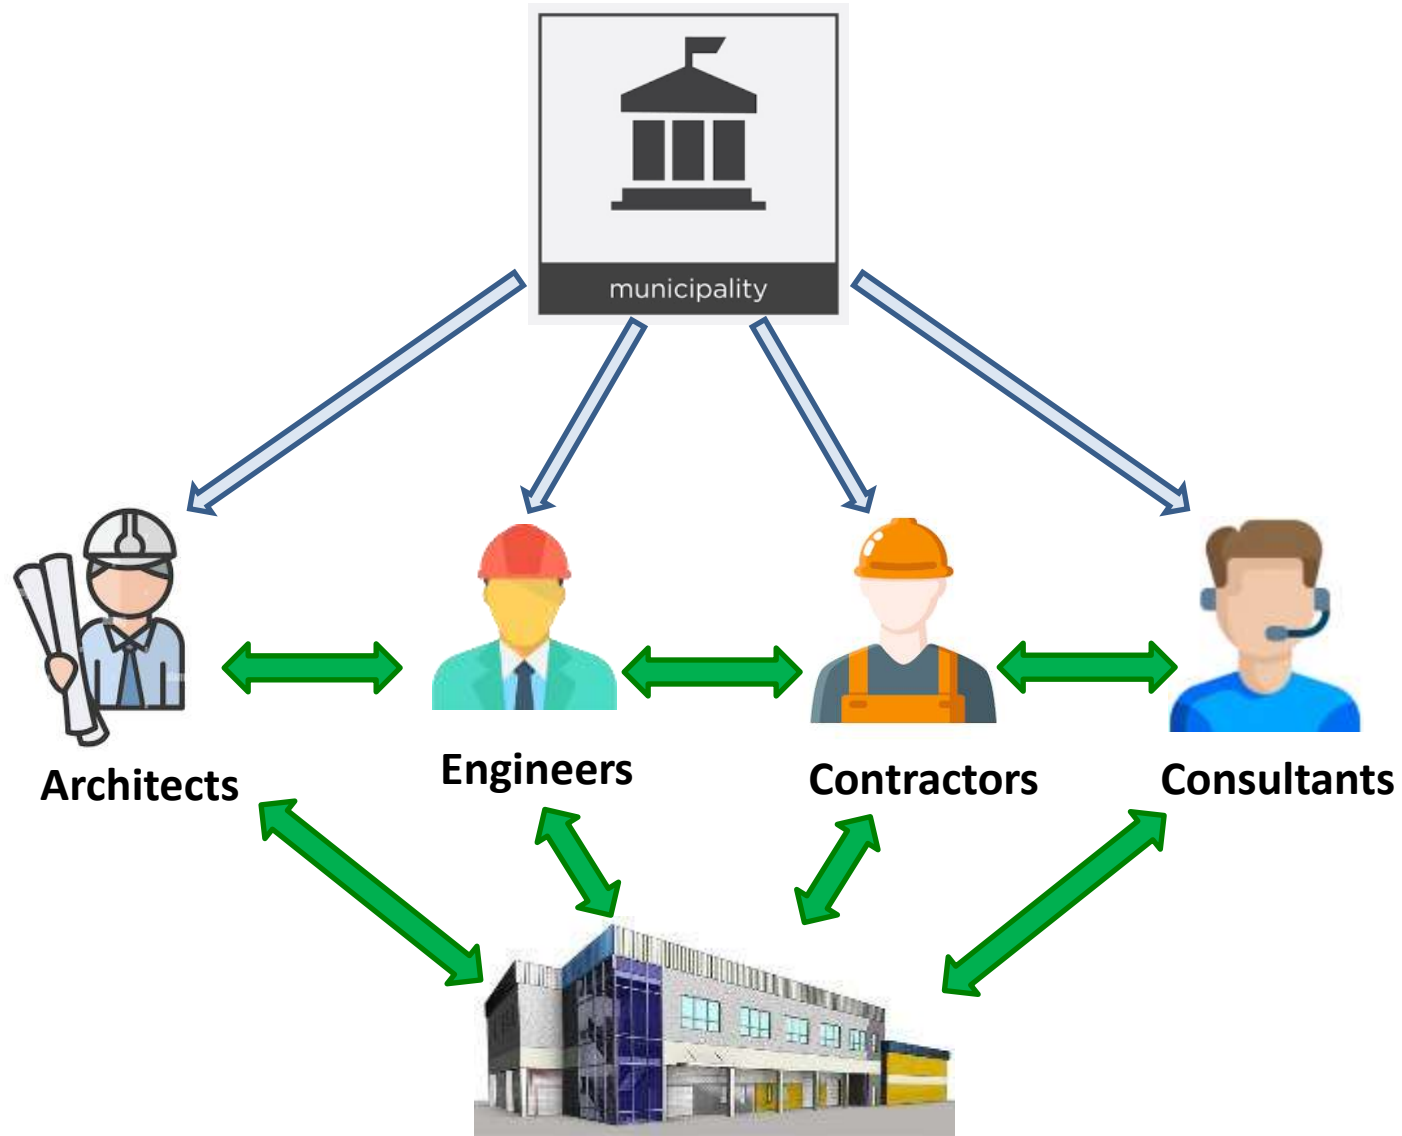 municipality
Architects
Engineers
Contractors
Consultants